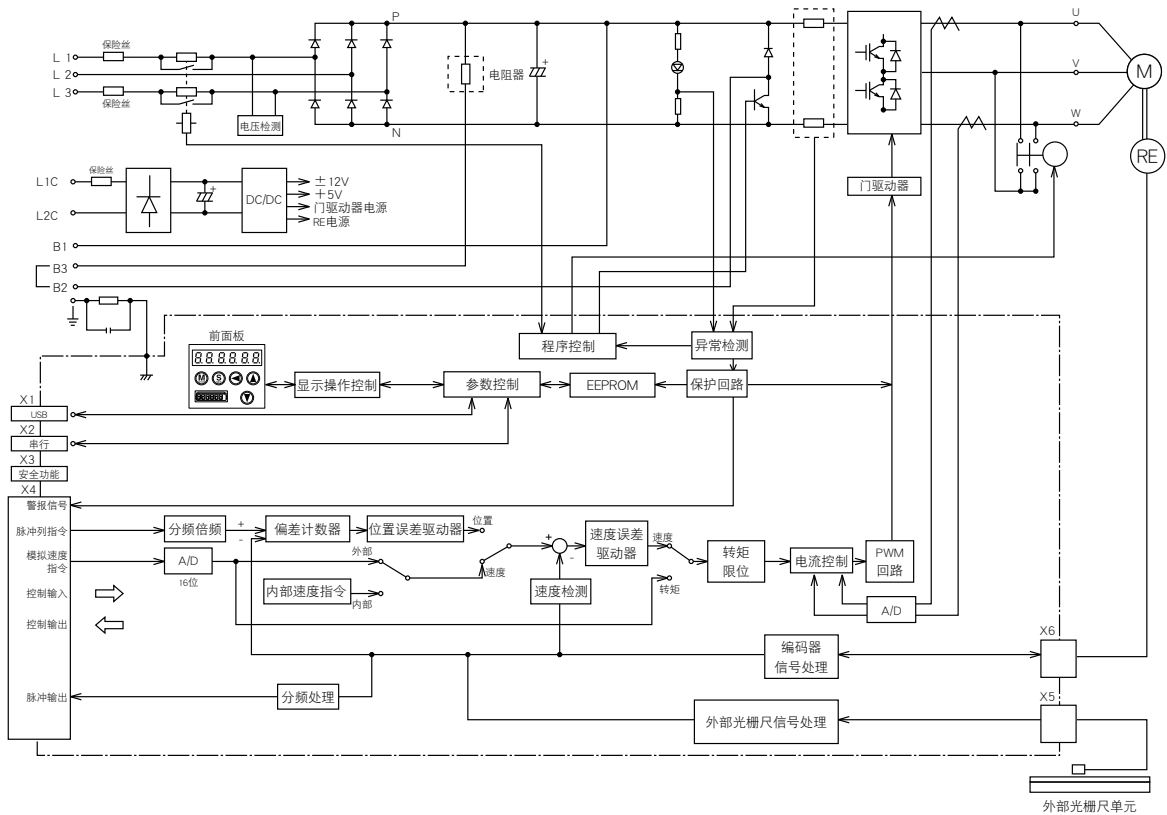 P
U
保险丝
L 1
L 2
L 3
保险丝
电压检测
N
电阻器
+
V
M
W
RE
门驱动器
保险丝
L1C
L2C
+
DC/DC
±12V
+5V
门驱动器电源
RE电源
B1
B3
B2
前面板
888888
M
S
程序控制
异常检测
显示操作控制
参数控制
EEPROM
保护回路
X1
USB
X2
串行
X3
安全功能
X4
警报信号
脉冲列指令
模拟速度
指令
控制输入
控制输出
脉冲输出
分频倍频
+
-
偏差计数器
位置误差驱动器
位置
A/D
16位
外部
内部速度指令
内部
速度
+
-
速度误差
驱动器
速度
速度检测
转矩
转矩
限位
电流控制
PWM
回路
A/D
编码器
信号处理
X6
分频处理
外部光栅尺信号处理
X5
外部光栅尺单元